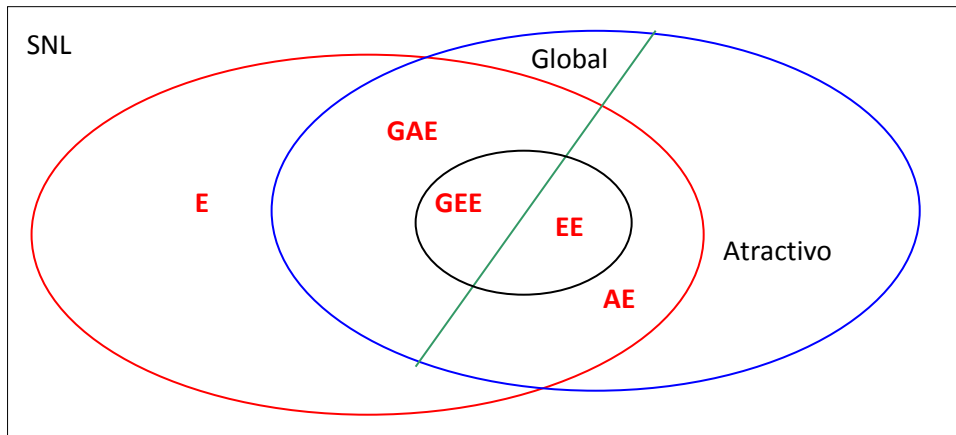 SNL
Global
GAE
E
GEE
EE
Atractivo
AE